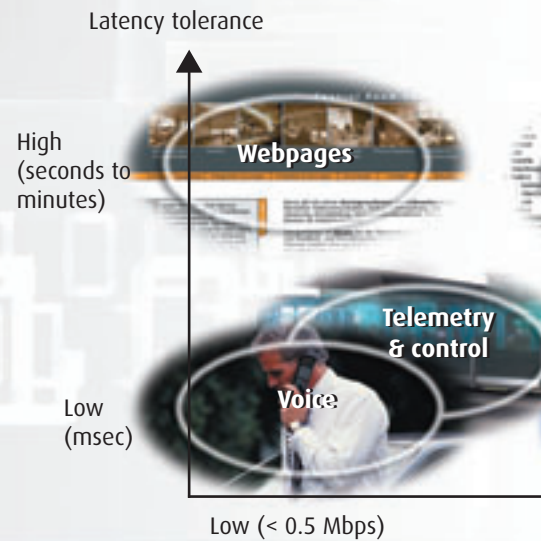 Latency tolerance
High
(seconds to
minutes)
Webpages
Telemetry
& control
Voice
Low
(msec)
Low (< 0.5 Mbps)